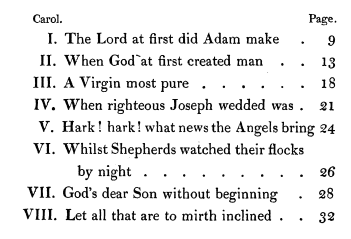 Carol. Page.
I. The Lord at first did Adam make . 9
II. When God at first created man . . 13
III. A Virgin most pure . . . . . . 18
IV. When righteous Joseph wedded was . 21
V. Hark! hark! what news the Angels bring 24
VI. Whilst Shepherds watched their flocks
by night . . . . . . . . . 26
VII. God's dear Son without beginning . 28
VIII. Let all that are to mirth inclined . . 32